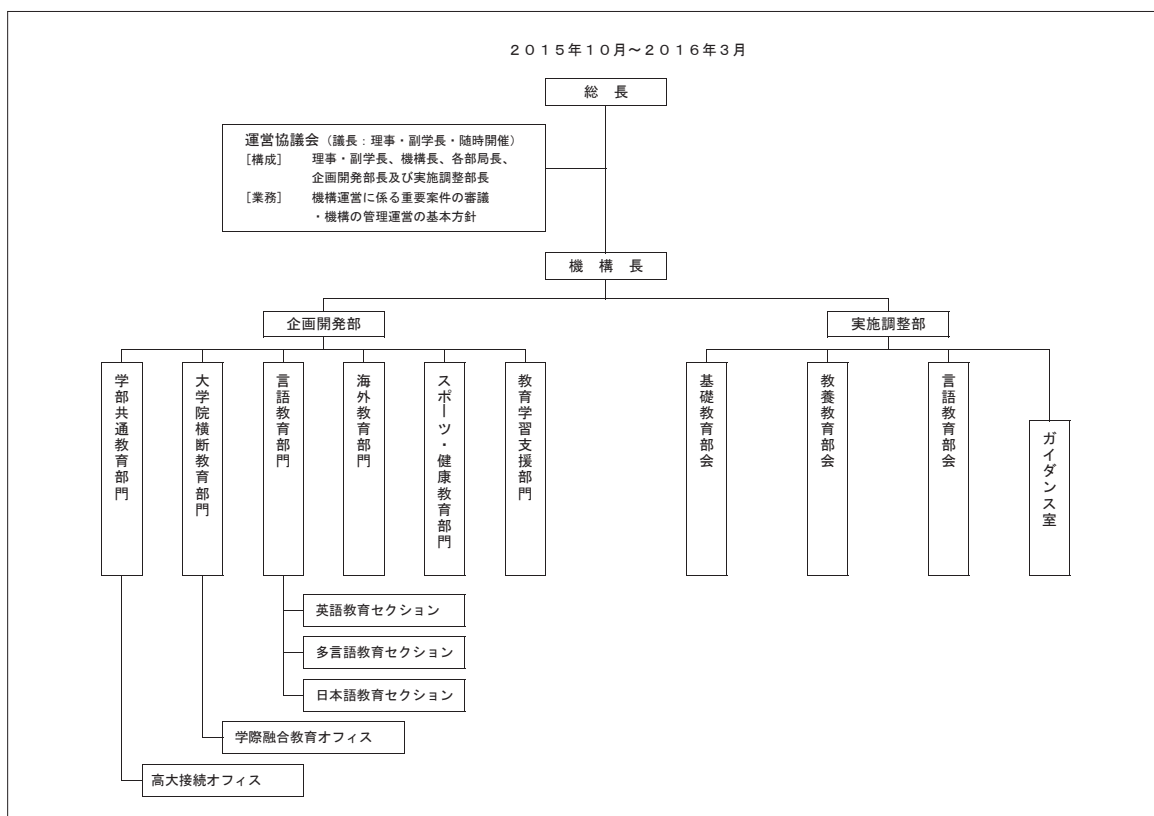 ２０１５年１０月～２０１６年３月
総　長
運営協議会（議長：理事・副学長・随時開催）
［構成］　理事・副学長、機構長、各部局長、
企画開発部長及び実施調整部長
［業務］　機構運営に係る重要案件の審議
・機構の管理運営の基本方針
機　構　長
企画開発部
実施調整部
学部共通教育部門
大学院横断教育部門
言語教育部門
海外教育部門
スポーツ・健康教育部門
教育学習支援部門
基礎教育部会
教養教育部会
言語教育部会
ガイダンス室
英語教育セクション
多言語教育セクション
日本語教育セクション
学際融合教育オフィス
高大接続オフィス